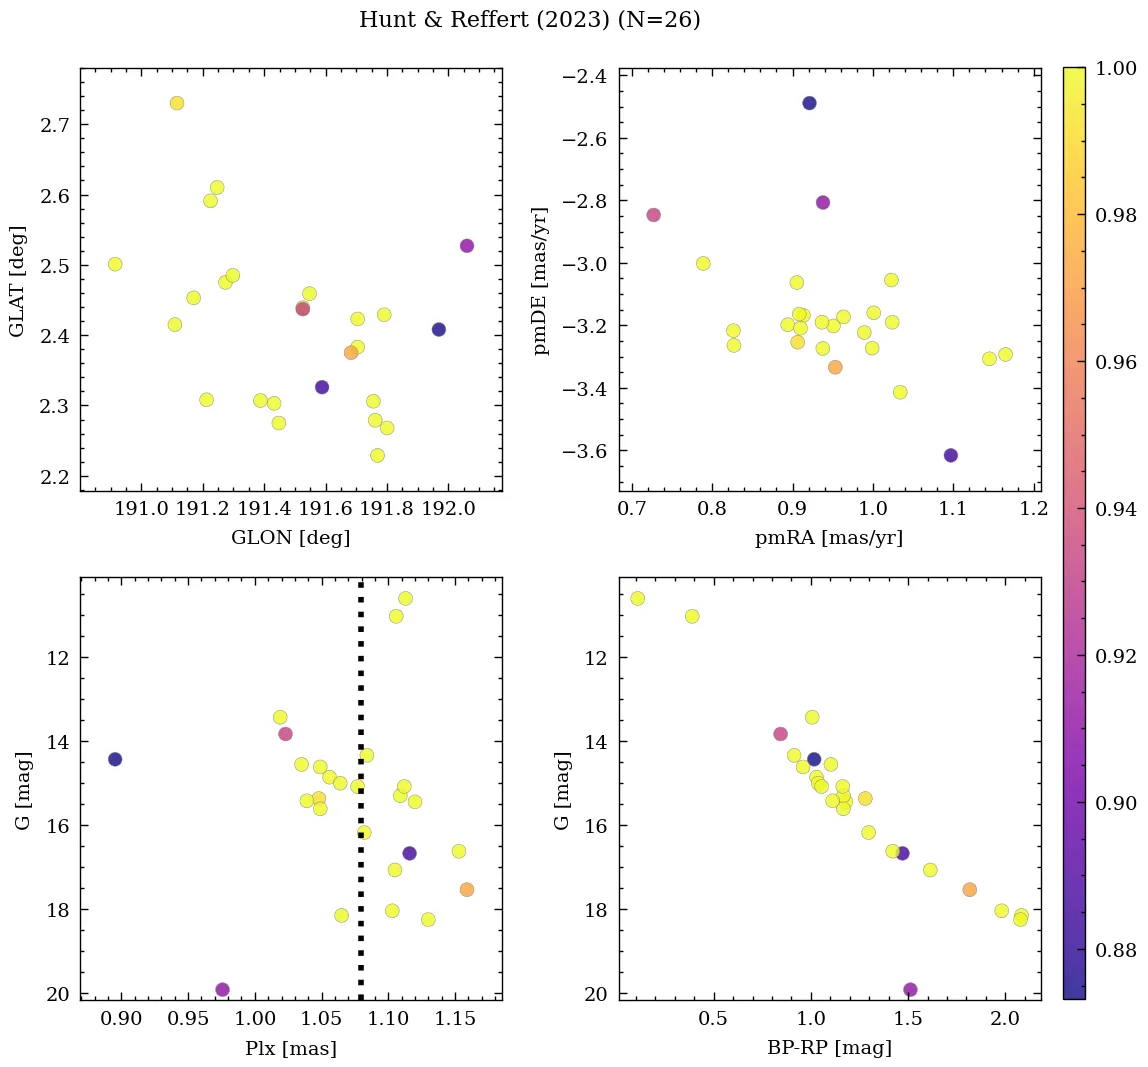 Hunt & Reffert (2023) (N=26)
2.7
2.6
2.5
2.4
2.3
2.2
GLAT [deg]
191.0 191.2 191.4 191.6 191.8 192.0
GLON [deg]
−2.4
−2.6
−2.8
−3.0
−3.2
−3.4
−3.6
pmDE [mas/yr]
0.7 0.8 0.9 1.0 1.1 1.2
pmRA [mas/yr]
12
14
16
18
20
G [mag]
0.90 0.95 1.00 1.05 1.10 1.15
Plx [mas]
12
14
16
18
20
G [mag]
0.5 1.0 1.5 2.0
BP-RP [mag]
1.00
0.98
0.96
0.94
0.92
0.90
0.88